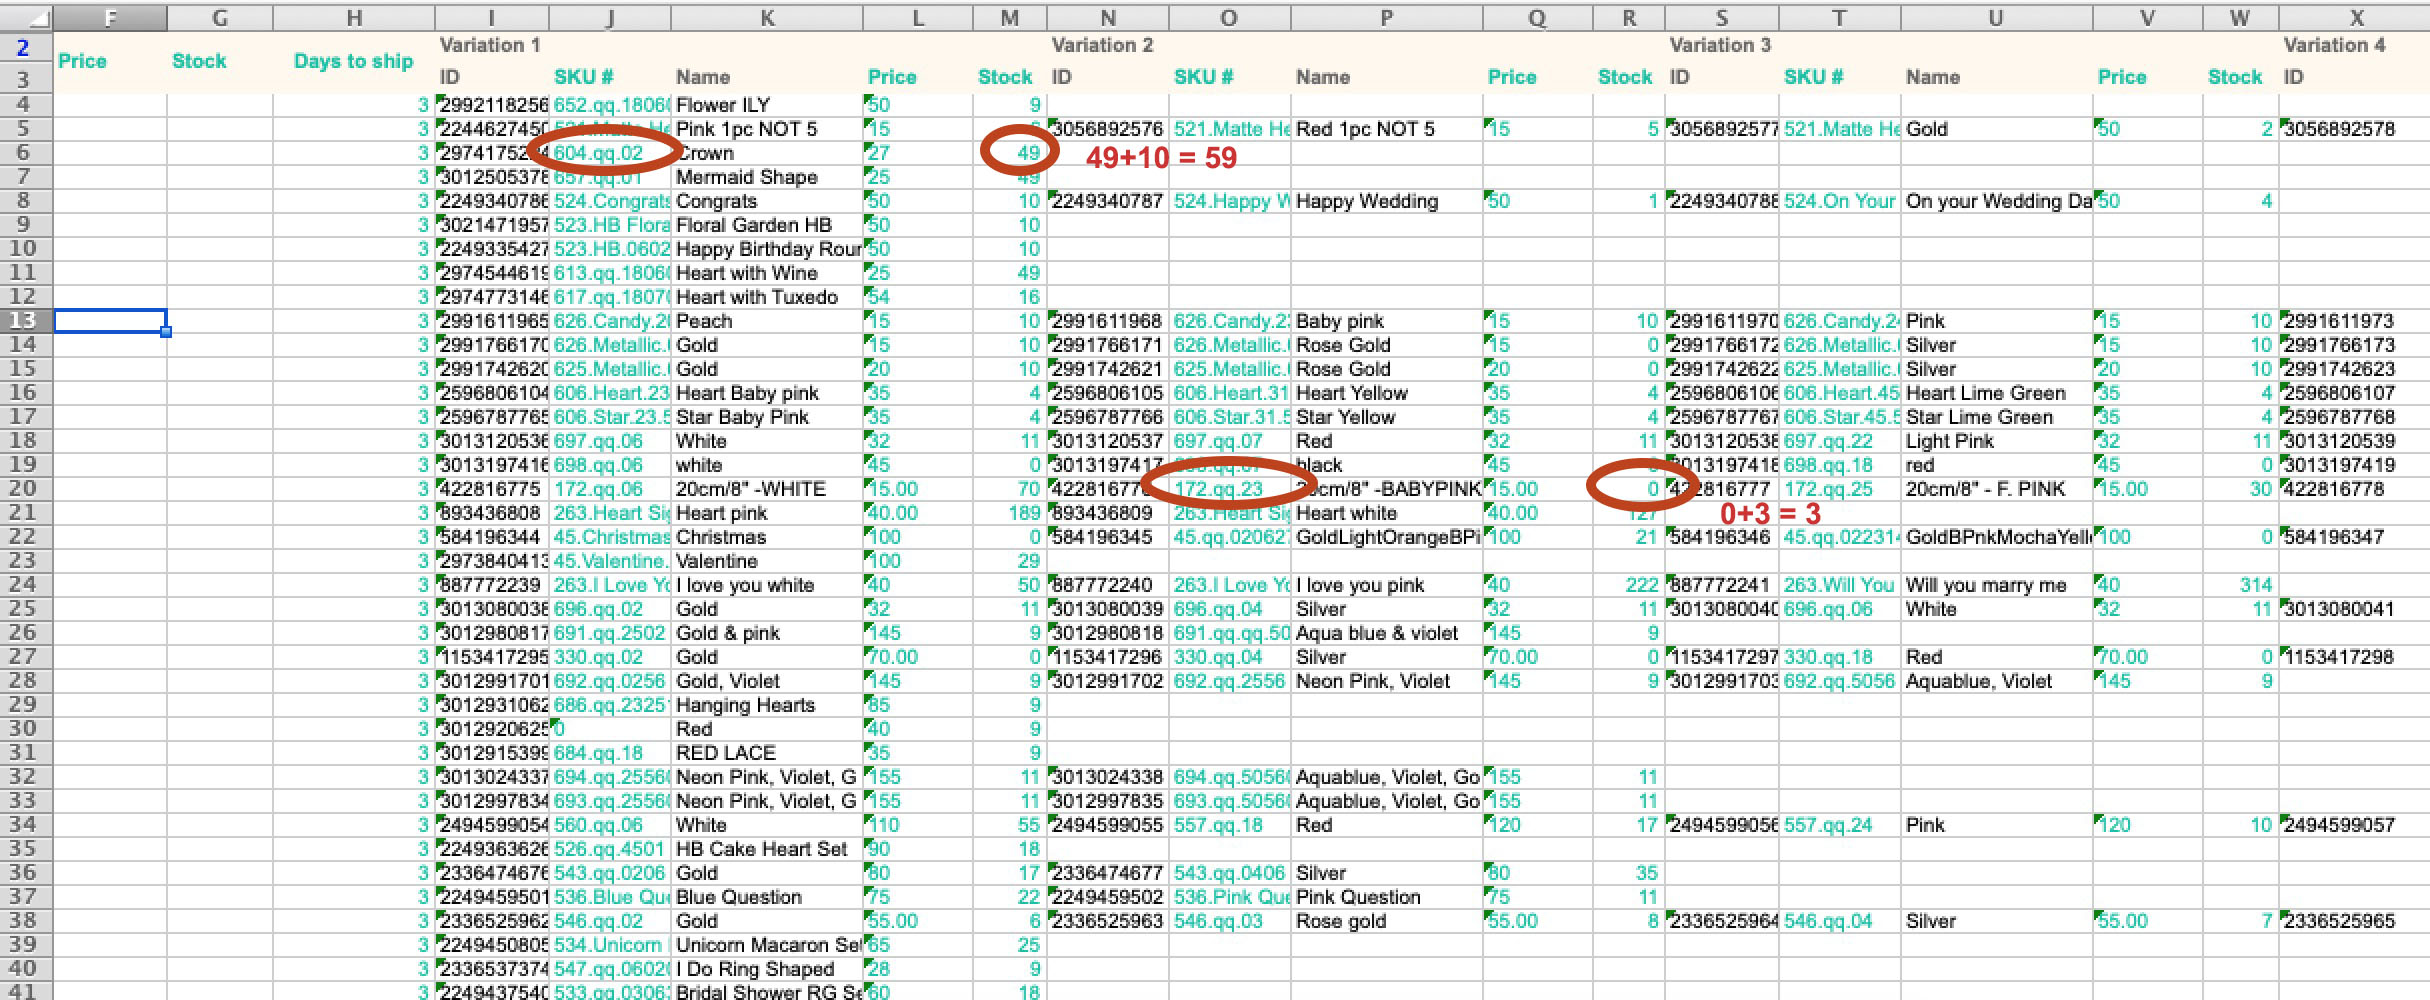 F G H I J K L M N O P Q R S T U V W X
2 Variation 1 Variation 2 Variation 3 Variation 4
Price Stock Days to ship
3 ID SKU # Name Price Stock ID SKU # Name Price Stock ID SKU # Name Price Stock ID
4 3 2992118256 652.qq.1806 Flower ILY 50 9
5 3 224462745 Pink 1pc NOT 5 15 3056892576 521.Matte He Red 1pc NOT 5 15 5 3056892577 521.Matte He Gold 50 2 3056892578
6 3 2974175 604.qq.02 Crown 27 49 49+10 = 59
7 3 3012505378 657.qq.01 Mermaid Shape 25 49
8 3 2249340786 524.Congrats Congrats 50 10 2249340787 524.Happy W Happy Wedding 50 1 2249340788 524.On Your On your Wedding Da 50 4
9 3 3021471957 523.HB Flora Floral Garden HB 50 10
10 3 2249335427 523.HB.0602 Happy Birthday Roun 50 10
11 3 2974544619 613.qq.1806 Heart with Wine 25 49
12 3 2974773146 617.qq.1807 Heart with Tuxedo 54 16
13 3 2991611965 626.Candy.2 Peach 15 10 2991611968 626.Candy.2 Baby pink 15 10 2991611970 626.Candy.2 Pink 15 10 2991611973
14 3 2991766170 626.Metallic. Gold 15 10 2991766171 626.Metallic. Rose Gold 15 0 2991766172 626.Metallic. Silver 15 10 2991766173
15 3 2991742620 625.Metallic. Gold 20 10 2991742621 625.Metallic. Rose Gold 20 0 2991742622 625.Metallic. Silver 20 10 2991742623
16 3 2596806104 606.Heart.23 Heart Baby pink 35 4 2596806105 606.Heart.31 Heart Yellow 35 4 2596806106 606.Heart.45 Heart Lime Green 35 4 2596806107
17 3 2596787765 606.Star.23.5 Star Baby Pink 35 4 2596787766 606.Star.31.5 Star Yellow 35 4 2596787767 606.Star.45.5 Star Lime Green 35 4 2596787768
18 3 3013120536 697.qq.06 White 32 11 3013120537 697.qq.07 Red 32 11 3013120538 697.qq.22 Light Pink 32 11 3013120539
19 3 3013197416 698.qq.06 white 45 0 3013197417 black 45 3013197418 698.qq.18 red 45 0 3013197419
20 3 422816775 172.qq.06 20cm/8" -WHITE 15.00 70 42281677 172.qq.23 20cm/8" -BABYPINK 15.00 0 422816777 172.qq.25 20cm/8" - F. PINK 15.00 30 422816778
21 3 893436808 263.Heart Sig Heart pink 40.00 189 893436809 263.Heart Sig Heart white 40.00 127 0+3 = 3
22 3 584196344 45.Christmas Christmas 100 0 584196345 45.qq.02062 GoldLightOrangeBPi 100 21 584196346 45.qq.02231 GoldBPnkMochaYell 100 0 584196347
23 3 2973840413 45.Valentine. Valentine 100 29
24 3 887772239 263.I Love Yo I love you white 40 50 887772240 263.I Love Yo I love you pink 40 222 887772241 263.Will You Will you marry me 40 314
25 3 3013080038 696.qq.02 Gold 32 11 3013080039 696.qq.04 Silver 32 11 3013080040 696.qq.06 White 32 11 3013080041
26 3 3012980817 691.qq.2502 Gold & pink 145 9 3012980818 691.qq.qq.50 Aqua blue & violet 145 9
27 3 1153417295 330.qq.02 Gold 70.00 0 1153417296 330.qq.04 Silver 70.00 0 1153417297 330.qq.18 Red 70.00 0 1153417298
28 3 3012991701 692.qq.0256 Gold, Violet 145 9 3012991702 692.qq.2556 Neon Pink, Violet 145 9 3012991703 692.qq.5056 Aquablue, Violet 145 9
29 3 3012931062 686.qq.2325 Hanging Hearts 85 9
30 3 3012920625 0 Red 40 9
31 3 3012915399 684.qq.18 RED LACE 35 9
32 3 3013024337 694.qq.2556 Neon Pink, Violet, G 155 11 3013024338 694.qq.5056 Aquablue, Violet, Go 155 11
33 3 3012997834 693.qq.2556 Neon Pink, Violet, G 155 11 3012997835 693.qq.5056 Aquablue, Violet, Go 155 11
34 3 2494599054 560.qq.06 White 110 55 2494599055 557.qq.18 Red 120 17 2494599056 557.qq.24 Pink 120 10 2494599057
35 3 2249363626 526.qq.4501 HB Cake Heart Set 90 18
36 3 2336474676 543.qq.0206 Gold 80 17 2336474677 543.qq.0406 Silver 80 35
37 3 2249459501 536.Blue Que Blue Question 75 22 2249459502 536.Pink Que Pink Question 75 11
38 3 2336525962 546.qq.02 Gold 55.00 6 2336525963 546.qq.03 Rose gold 55.00 8 2336525964 546.qq.04 Silver 55.00 7 2336525965
39 3 2249450805 534.Unicorn Unicorn Macaron Se 65 25
40 3 2336537374 547.qq.0602 I Do Ring Shaped 28 9
41 3 2249437540 533.qq.0306 Bridal Shower RG Se 60 18